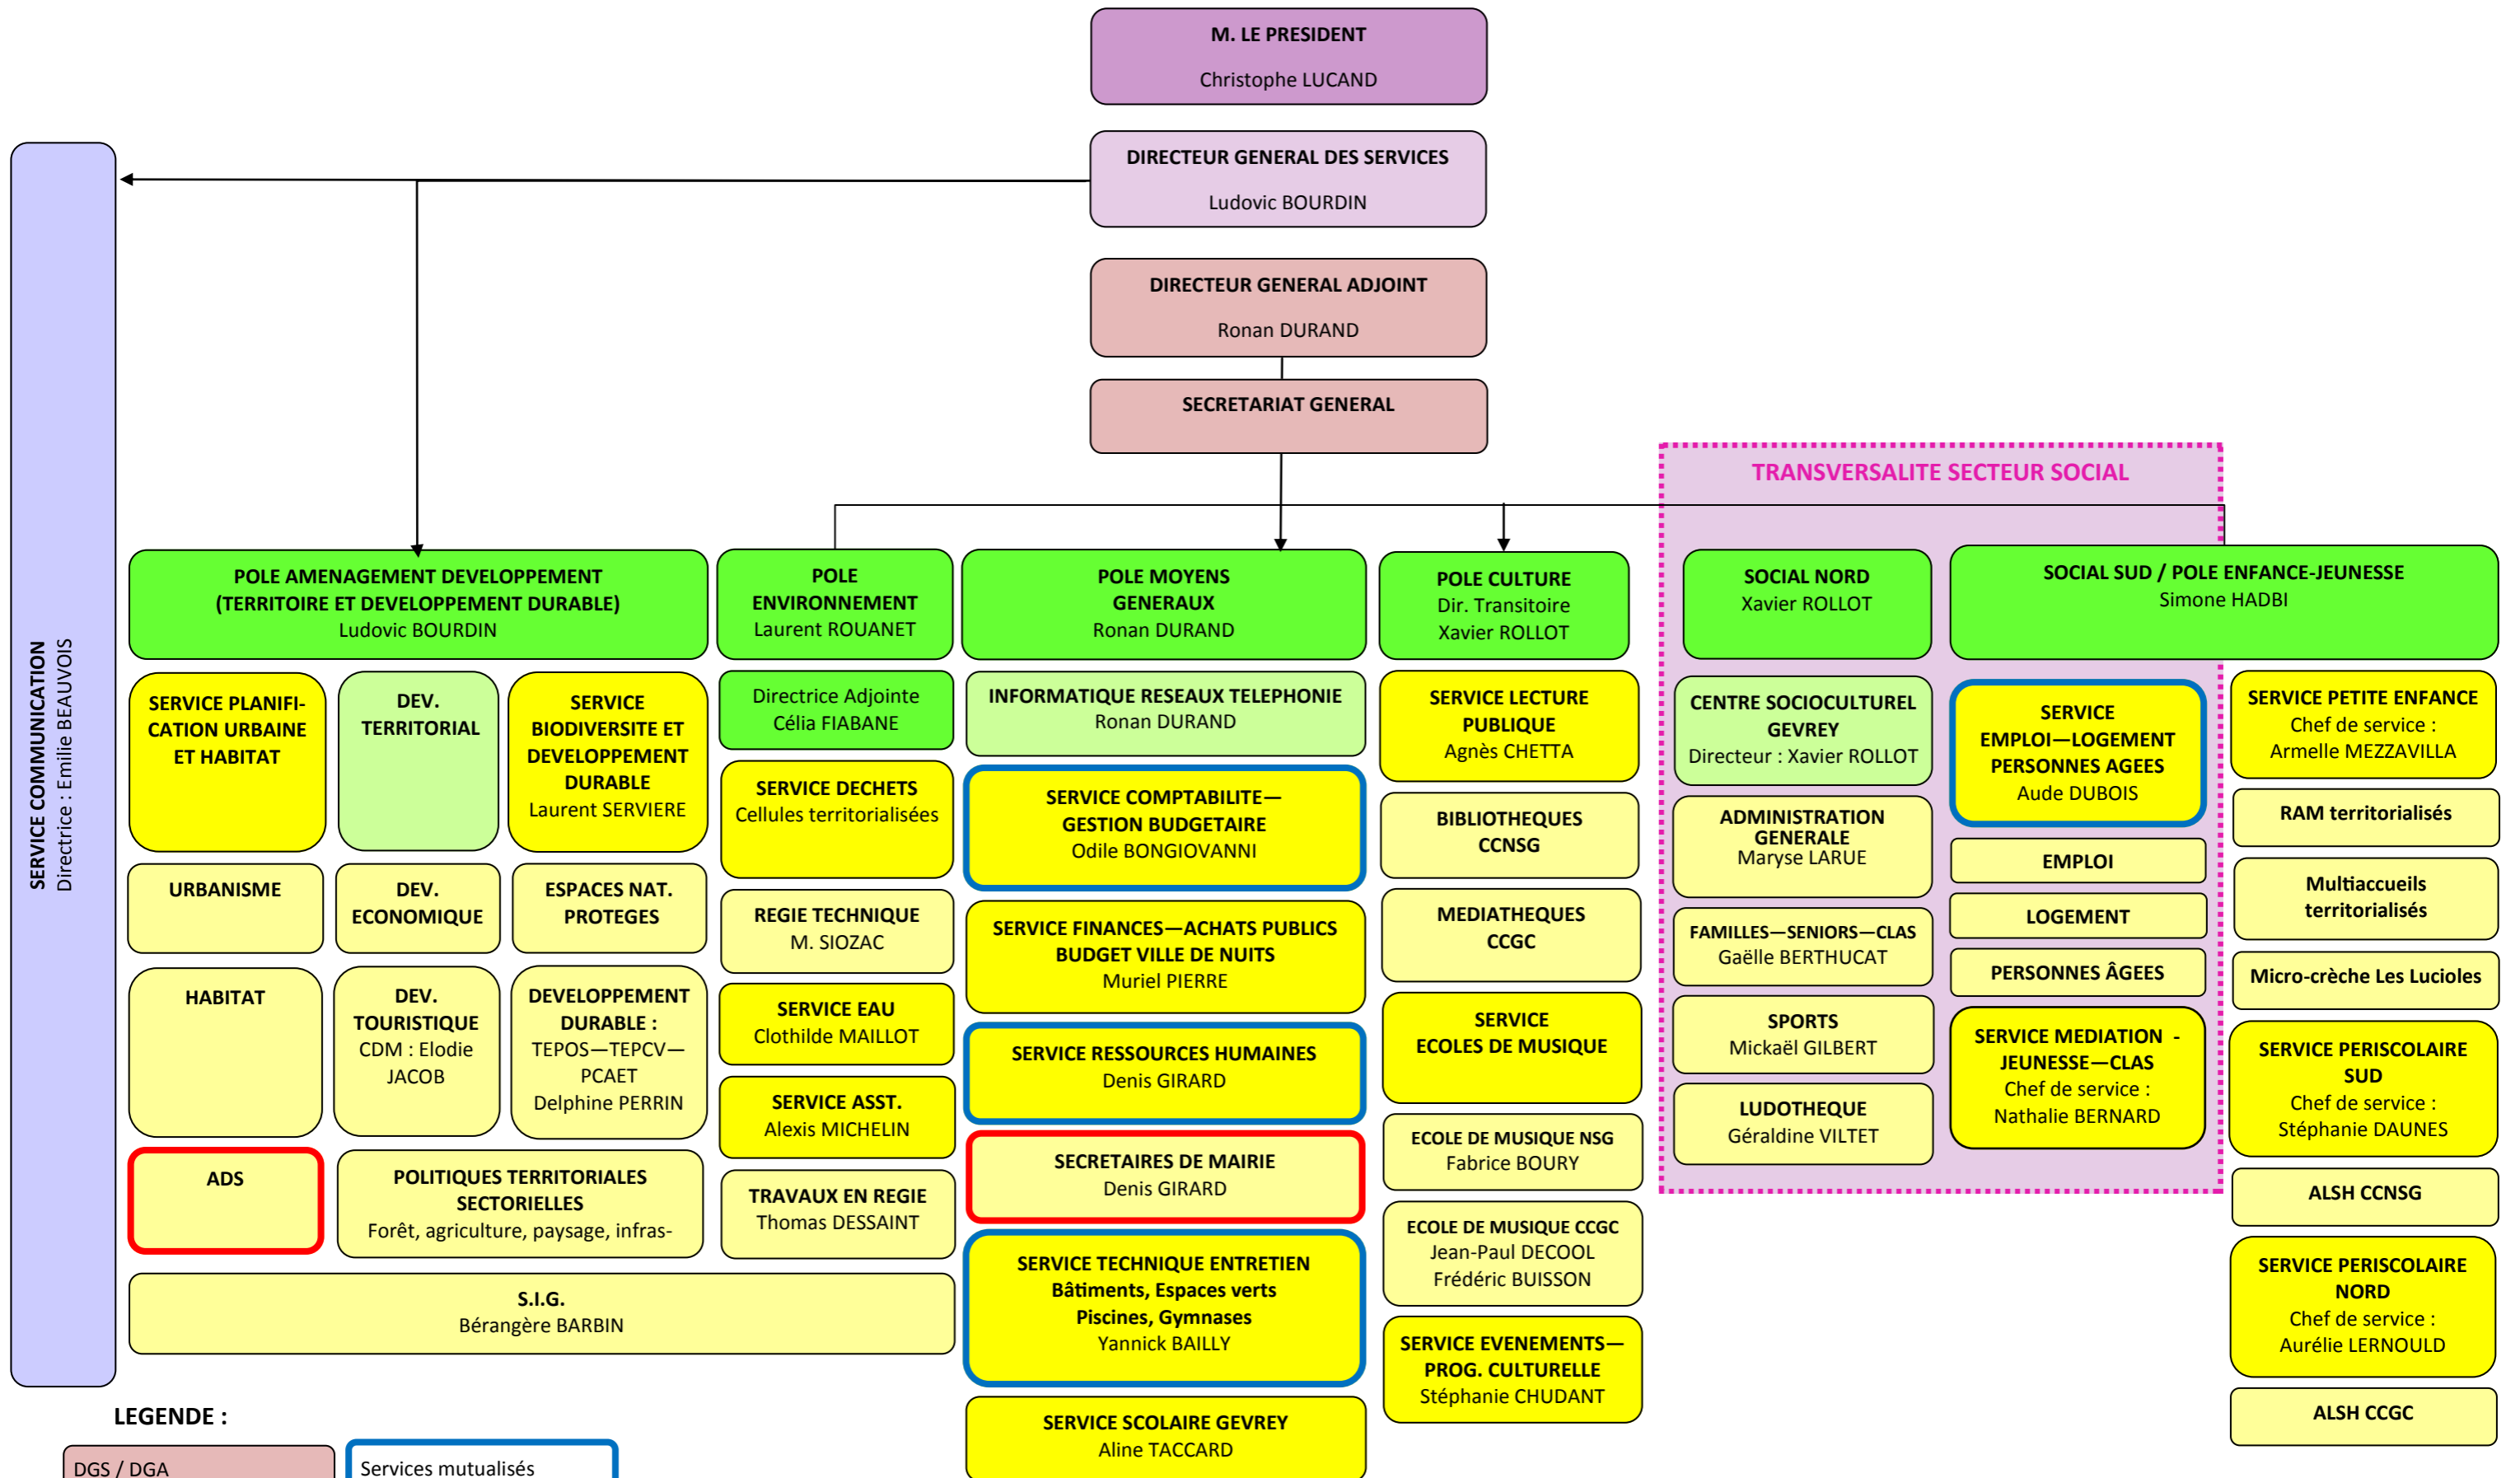 M. LE PRESIDENT
Christophe LUCAND
DIRECTEUR GENERAL DES SERVICES
Ludovic BOURDIN
DIRECTEUR GENERAL ADJOINT
Ronan DURAND
SECRETARIAT GENERAL
SERVICE COMMUNICATION
Directrice : Emilie BEAUVOIS
TRANSVERSALITE SECTEUR SOCIAL
POLE AMENAGEMENT DEVELOPPEMENT
(TERRITOIRE ET DEVELOPPEMENT DURABLE)
Ludovic BOURDIN
SERVICE PLANIFI-
CATION URBAINE
ET HABITAT
DEV.
TERRITORIAL
SERVICE
BIODIVERSITE ET
DEVELOPPEMENT
DURABLE
Laurent SERVIERE
URBANISME
DEV.
ECONOMIQUE
ESPACES NAT.
PROTEGES
HABITAT
DEV.
TOURISTIQUE
CDM : Elodie
JACOB
DEVELOPPEMENT
DURABLE :
TEPOS—TEPCV—
PCAET
Delphine PERRIN
ADS
POLITIQUES TERRITORIALES
SECTORIELLES
Forêt, agriculture, paysage, infras-
S.I.G.
Bérangère BARBIN
POLE
ENVIRONNEMENT
Laurent ROUANET
Directrice Adjointe
Célia FIABANE
SERVICE DECHETS
Cellules territorialisées
REGIE TECHNIQUE
M. SIOZAC
SERVICE EAU
Clothilde MAILLOT
SERVICE ASST.
Alexis MICHELIN
TRAVAUX EN REGIE
Thomas DESSAINT
POLE MOYENS
GENERAUX
Ronan DURAND
INFORMATIQUE RESEAUX TELEPHONIE
Ronan DURAND
SERVICE COMPTABILITE—
GESTION BUDGETAIRE
Odile BONGIOVANNI
SERVICE FINANCES—ACHATS PUBLICS
BUDGET VILLE DE NUITS
Muriel PIERRE
SERVICE RESSOURCES HUMAINES
Denis GIRARD
SECRETAIRES DE MAIRIE
Denis GIRARD
SERVICE TECHNIQUE ENTRETIEN
Bâtiments, Espaces verts
Piscines, Gymnases
Yannick BAILLY
SERVICE SCOLAIRE GEVREY
Aline TACCARD
POLE CULTURE
Dir. Transitoire
Xavier ROLLOT
SERVICE LECTURE
PUBLIQUE
Agnès CHETTA
BIBLIOTHEQUES
CCNSG
MEDIATHEQUES
CCGC
SERVICE
ECOLES DE MUSIQUE
ECOLE DE MUSIQUE NSG
Fabrice BOURY
ECOLE DE MUSIQUE CCGC
Jean-Paul DECOOL
Frédéric BUISSON
SERVICE EVENEMENTS—
PROG. CULTURELLE
Stéphanie CHUDANT
SOCIAL NORD
Xavier ROLLOT
CENTRE SOCIOCULTUREL
GEVREY
Directeur : Xavier ROLLOT
ADMINISTRATION
GENERALE
Maryse LARUE
FAMILLES—SENIORS—CLAS
Gaëlle BERTHUCAT
SPORTS
Mickaël GILBERT
LUDOTHEQUE
Géraldine VILTET
SOCIAL SUD / POLE ENFANCE-JEUNESSE
Simone HADBI
SERVICE
EMPLOI—LOGEMENT
PERSONNES AGEES
Aude DUBOIS
EMPLOI
LOGEMENT
PERSONNES ÂGEES
SERVICE MEDIATION -
JEUNESSE—CLAS
Chef de service :
Nathalie BERNARD
SERVICE PETITE ENFANCE
Chef de service :
Armelle MEZZAVILLA
RAM territorialisés
Multiaccueils
territorialisés
Micro-crèche Les Lucioles
SERVICE PERISCOLAIRE
SUD
Chef de service :
Stéphanie DAUNES
ALSH CCNSG
SERVICE PERISCOLAIRE
NORD
Chef de service :
Aurélie LERNOULD
ALSH CCGC
LEGENDE :
DGS / DGA
Services mutualisés